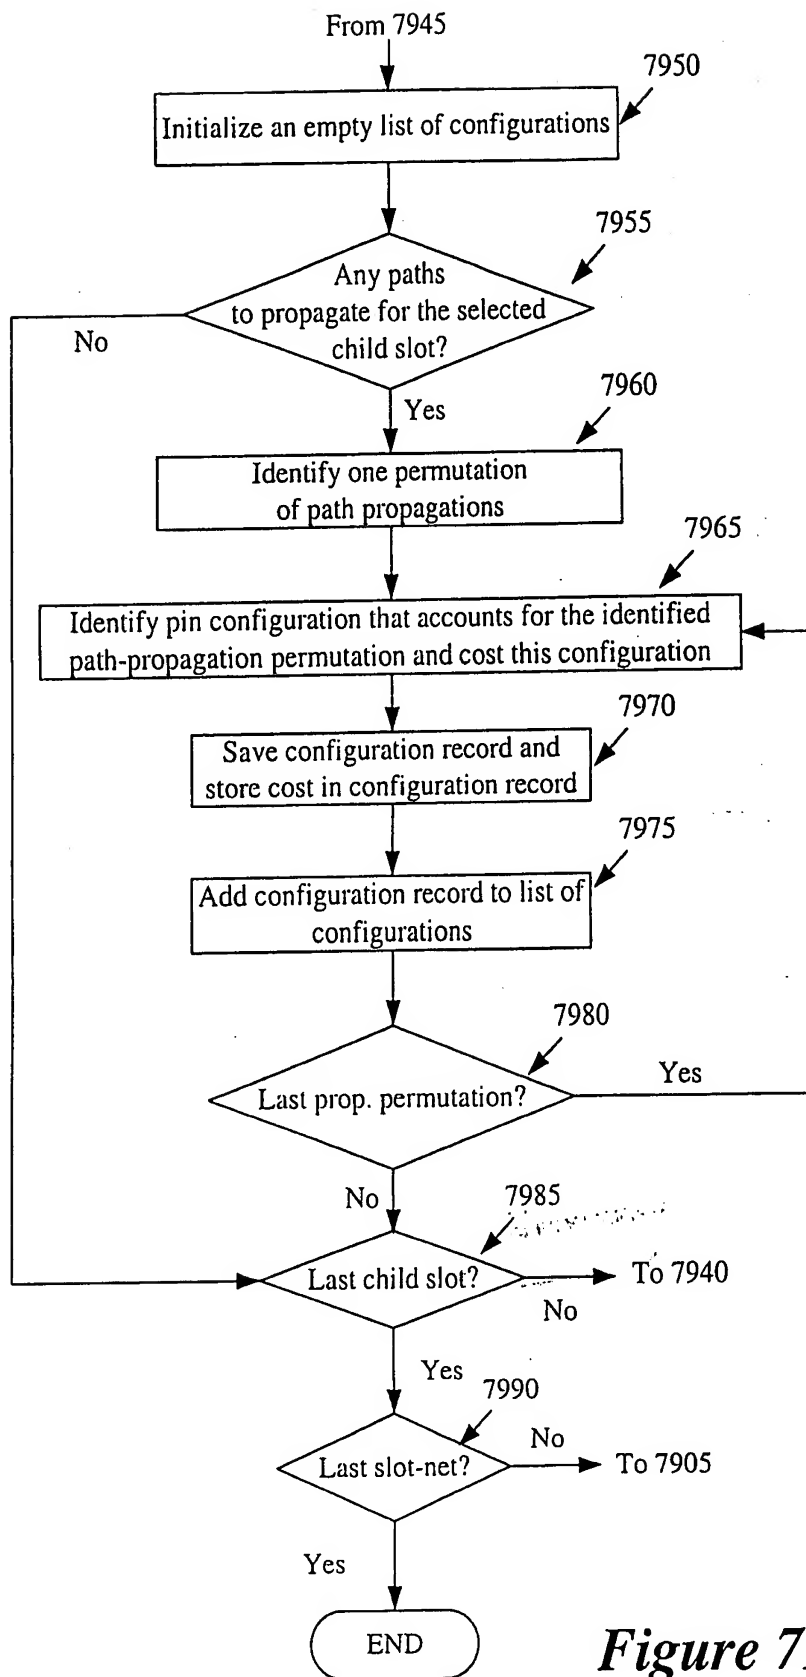 From 7945
7950
Initialize an empty list of configurations
7955
Any paths
to propagate for the selected
child slot?
No
Yes
7960
Identify one permutation
of path propagations
7965
Identify pin configuration that accounts for the identified
path-propagation permutation and cost this configuration
7970
Save configuration record and
store cost in configuration record
7975
Add configuration record to list of
configurations
7980
Last prop. permutation?
Yes
No
7985
Last child slot?
To 7940
No
Yes
7990
Last slot-net?
No
To 7905
Yes
END
Figure 7